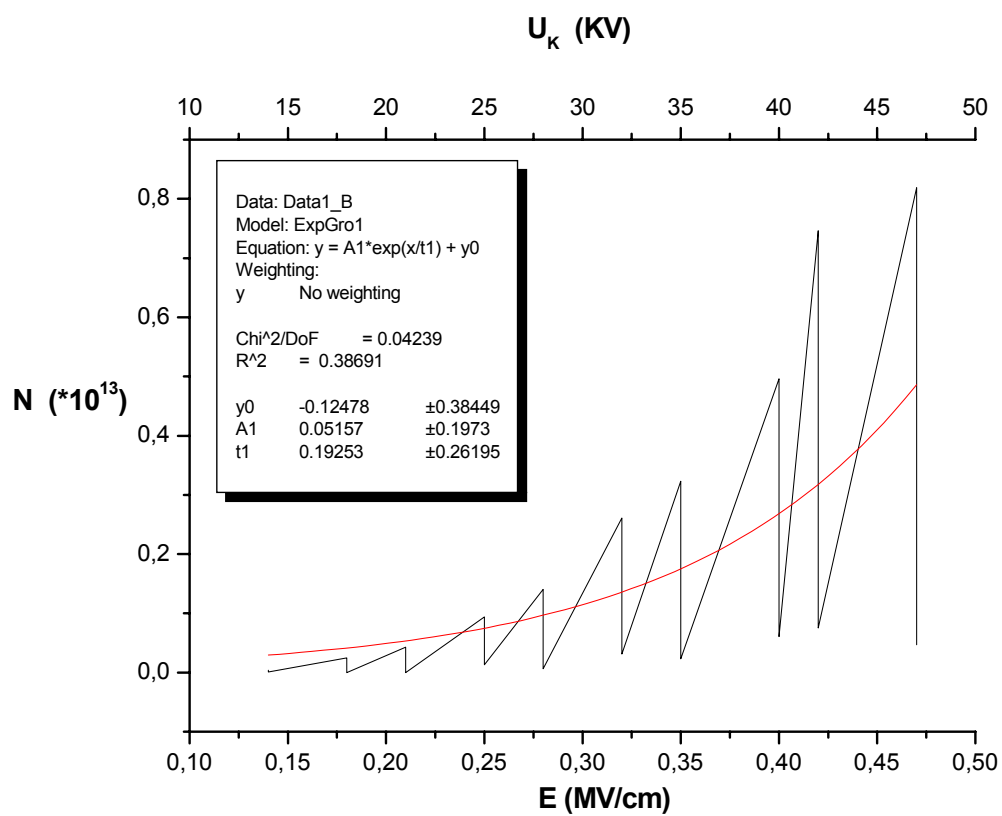 U_K (KV)
10 15 20 25 30 35 40 45 50
0,8
0,6
0,4
0,2
0,0
N (*10^13)
Data: Data1_B
Model: ExpGro1
Equation: y = A1*exp(x/t1) + y0
Weighting:
y No weighting
Chi^2/DoF = 0.04239
R^2 = 0.38691
y0 -0.12478 ±0.38449
A1 0.05157 ±0.1973
t1 0.19253 ±0.26195
0,10 0,15 0,20 0,25 0,30 0,35 0,40 0,45 0,50
E (MV/cm)